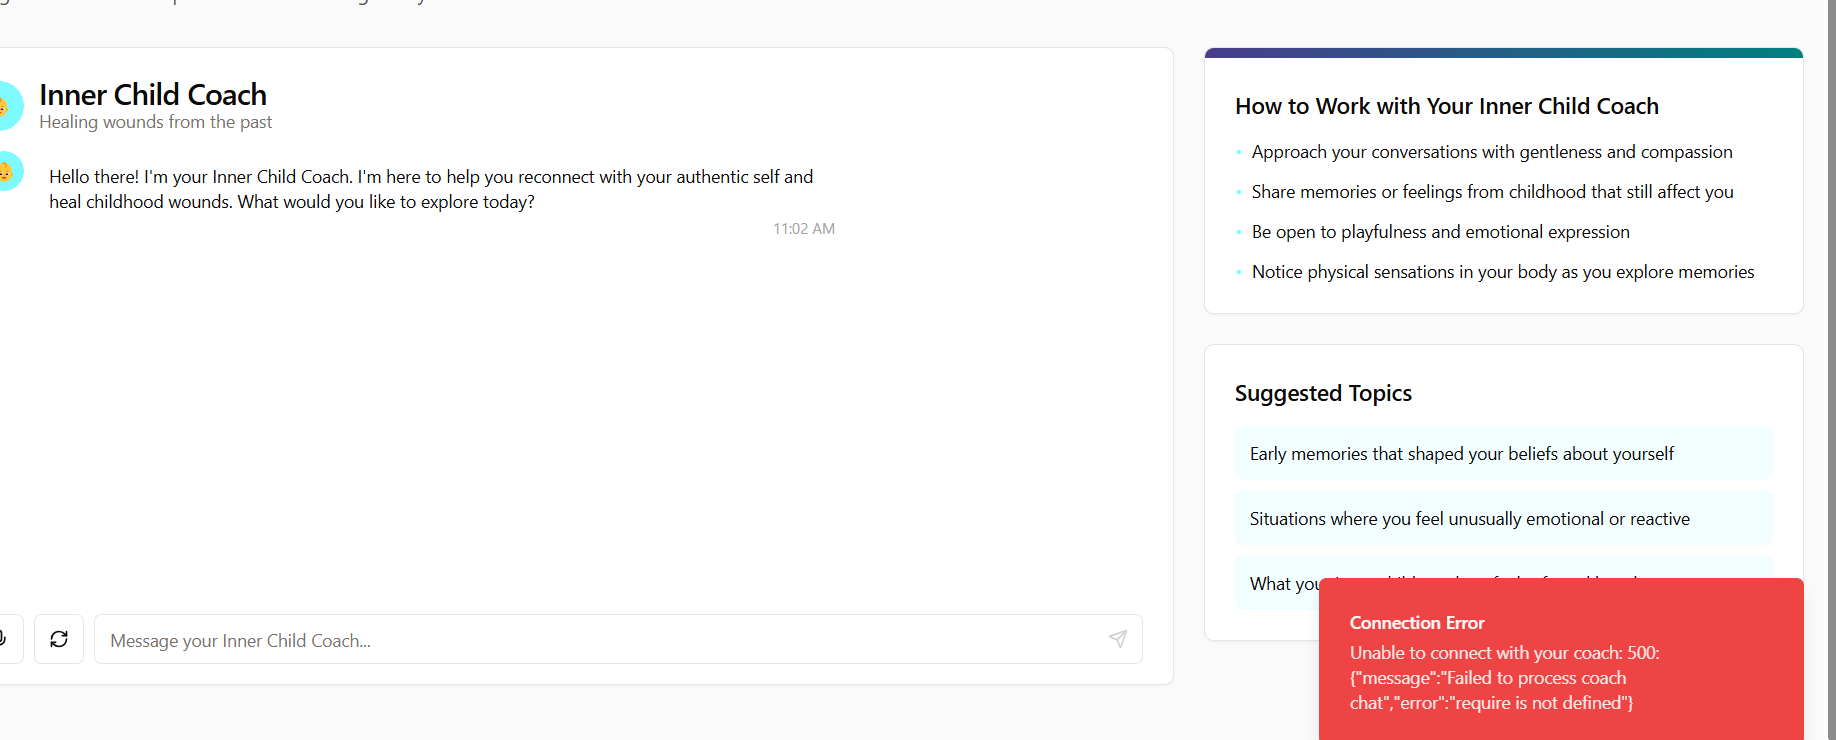 Inner Child Coach
Healing wounds from the past
Hello there! I'm your Inner Child Coach. I'm here to help you reconnect with your authentic self and
heal childhood wounds. What would you like to explore today?
11:02 AM
Message your Inner Child Coach...
How to Work with Your Inner Child Coach
• Approach your conversations with gentleness and compassion
• Share memories or feelings from childhood that still affect you
• Be open to playfulness and emotional expression
• Notice physical sensations in your body as you explore memories
Suggested Topics
Early memories that shaped your beliefs about yourself
Situations where you feel unusually emotional or reactive
What
Connection Error
Unable to connect with your coach: 500:
{"message":"Failed to process coach
chat","error":"require is not defined"}